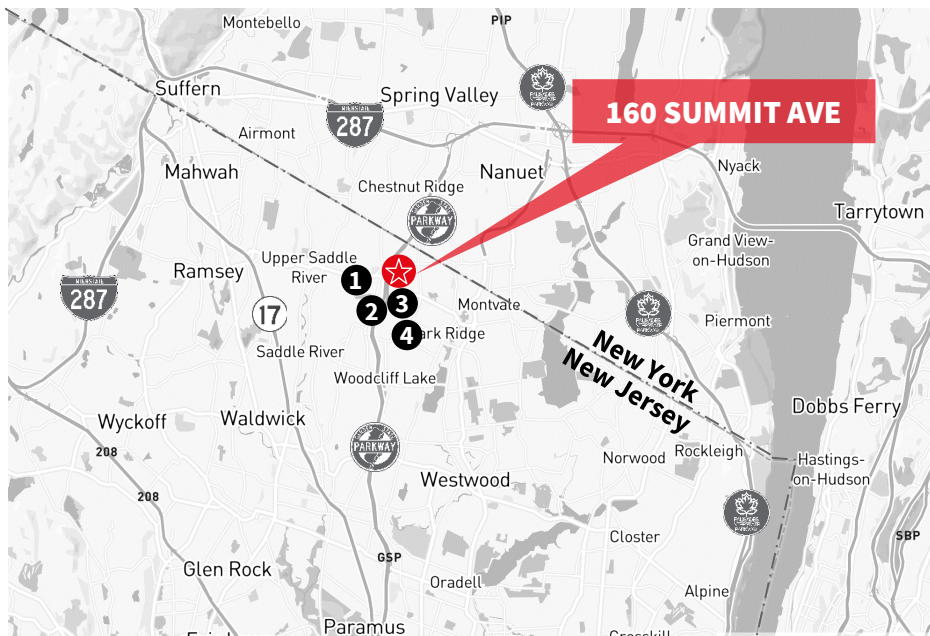 Montebello
PIP
Suffern
Spring Valley
160 SUMMIT AVE
INTERSTATE
287
Airmont
Mahwah
Nanuet
Nyack
Chestnut Ridge
PARKWAY
Tarrytown
Grand View-
on-Hudson
Upper Saddle
River
Ramsey
1
INTERSTATE
287
2
3
4
Montvale
17
ark Ridge
Piermont
Saddle River
New York
New Jersey
Woodcliff Lake
Dobbs Ferry
Wyckoff
Waldwick
208
PARKWAY
Norwood
Rockleigh
Hastings-
on-Hudson
Westwood
208
Closter
SBP
GSP
Glen Rock
Oradell
Alpine
Paramus